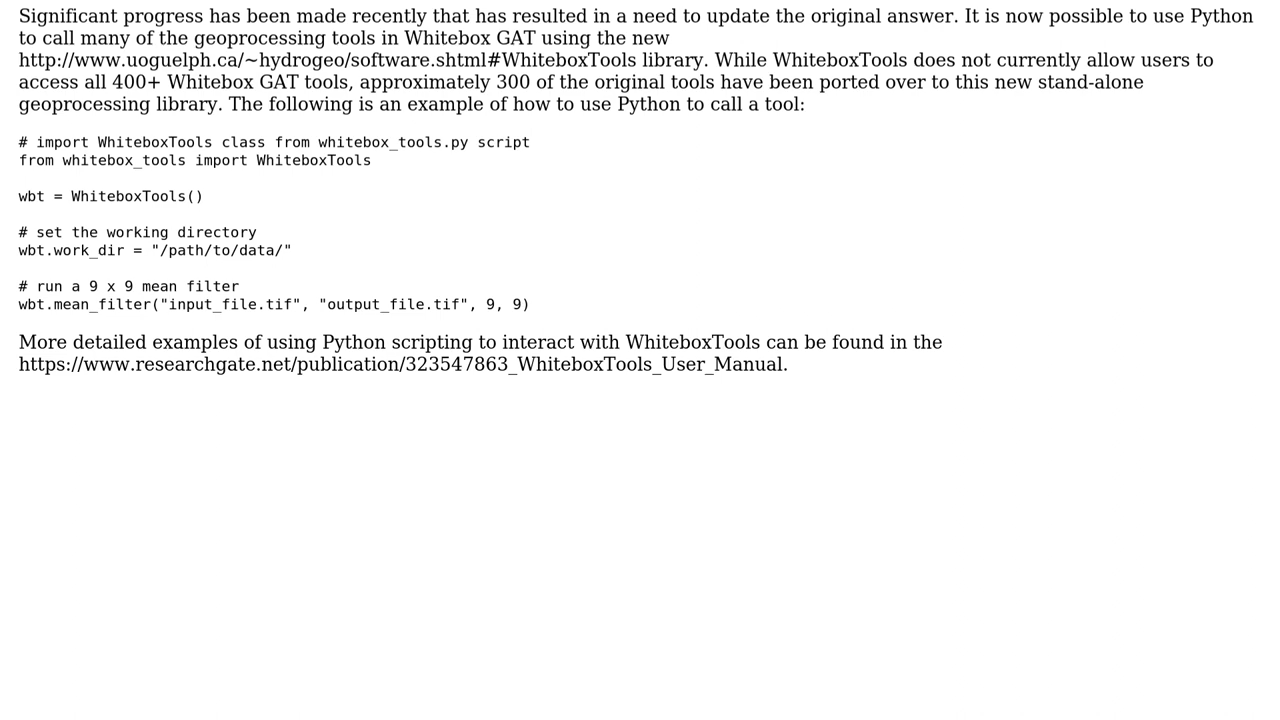 Significant progress has been made recently that has resulted in a need to update the original answer. It is now possible to use Python
to call many of the geoprocessing tools in Whitebox GAT using the new
http://www.uoguelph.ca/~hydrogeo/software.shtml#WhiteboxTools library. While WhiteboxTools does not currently allow users to
access all 400+ Whitebox GAT tools, approximately 300 of the original tools have been ported over to this new stand-alone
geoprocessing library. The following is an example of how to use Python to call a tool:
# import WhiteboxTools class from whitebox_tools.py script
from whitebox_tools import WhiteboxTools
wbt = WhiteboxTools()
# set the working directory
wbt.work_dir = "/path/to/data/"
# run a 9 x 9 mean filter
wbt.mean_filter("input_file.tif", "output_file.tif", 9, 9)
More detailed examples of using Python scripting to interact with WhiteboxTools can be found in the
https://www.researchgate.net/publication/323547863_WhiteboxTools_User_Manual.